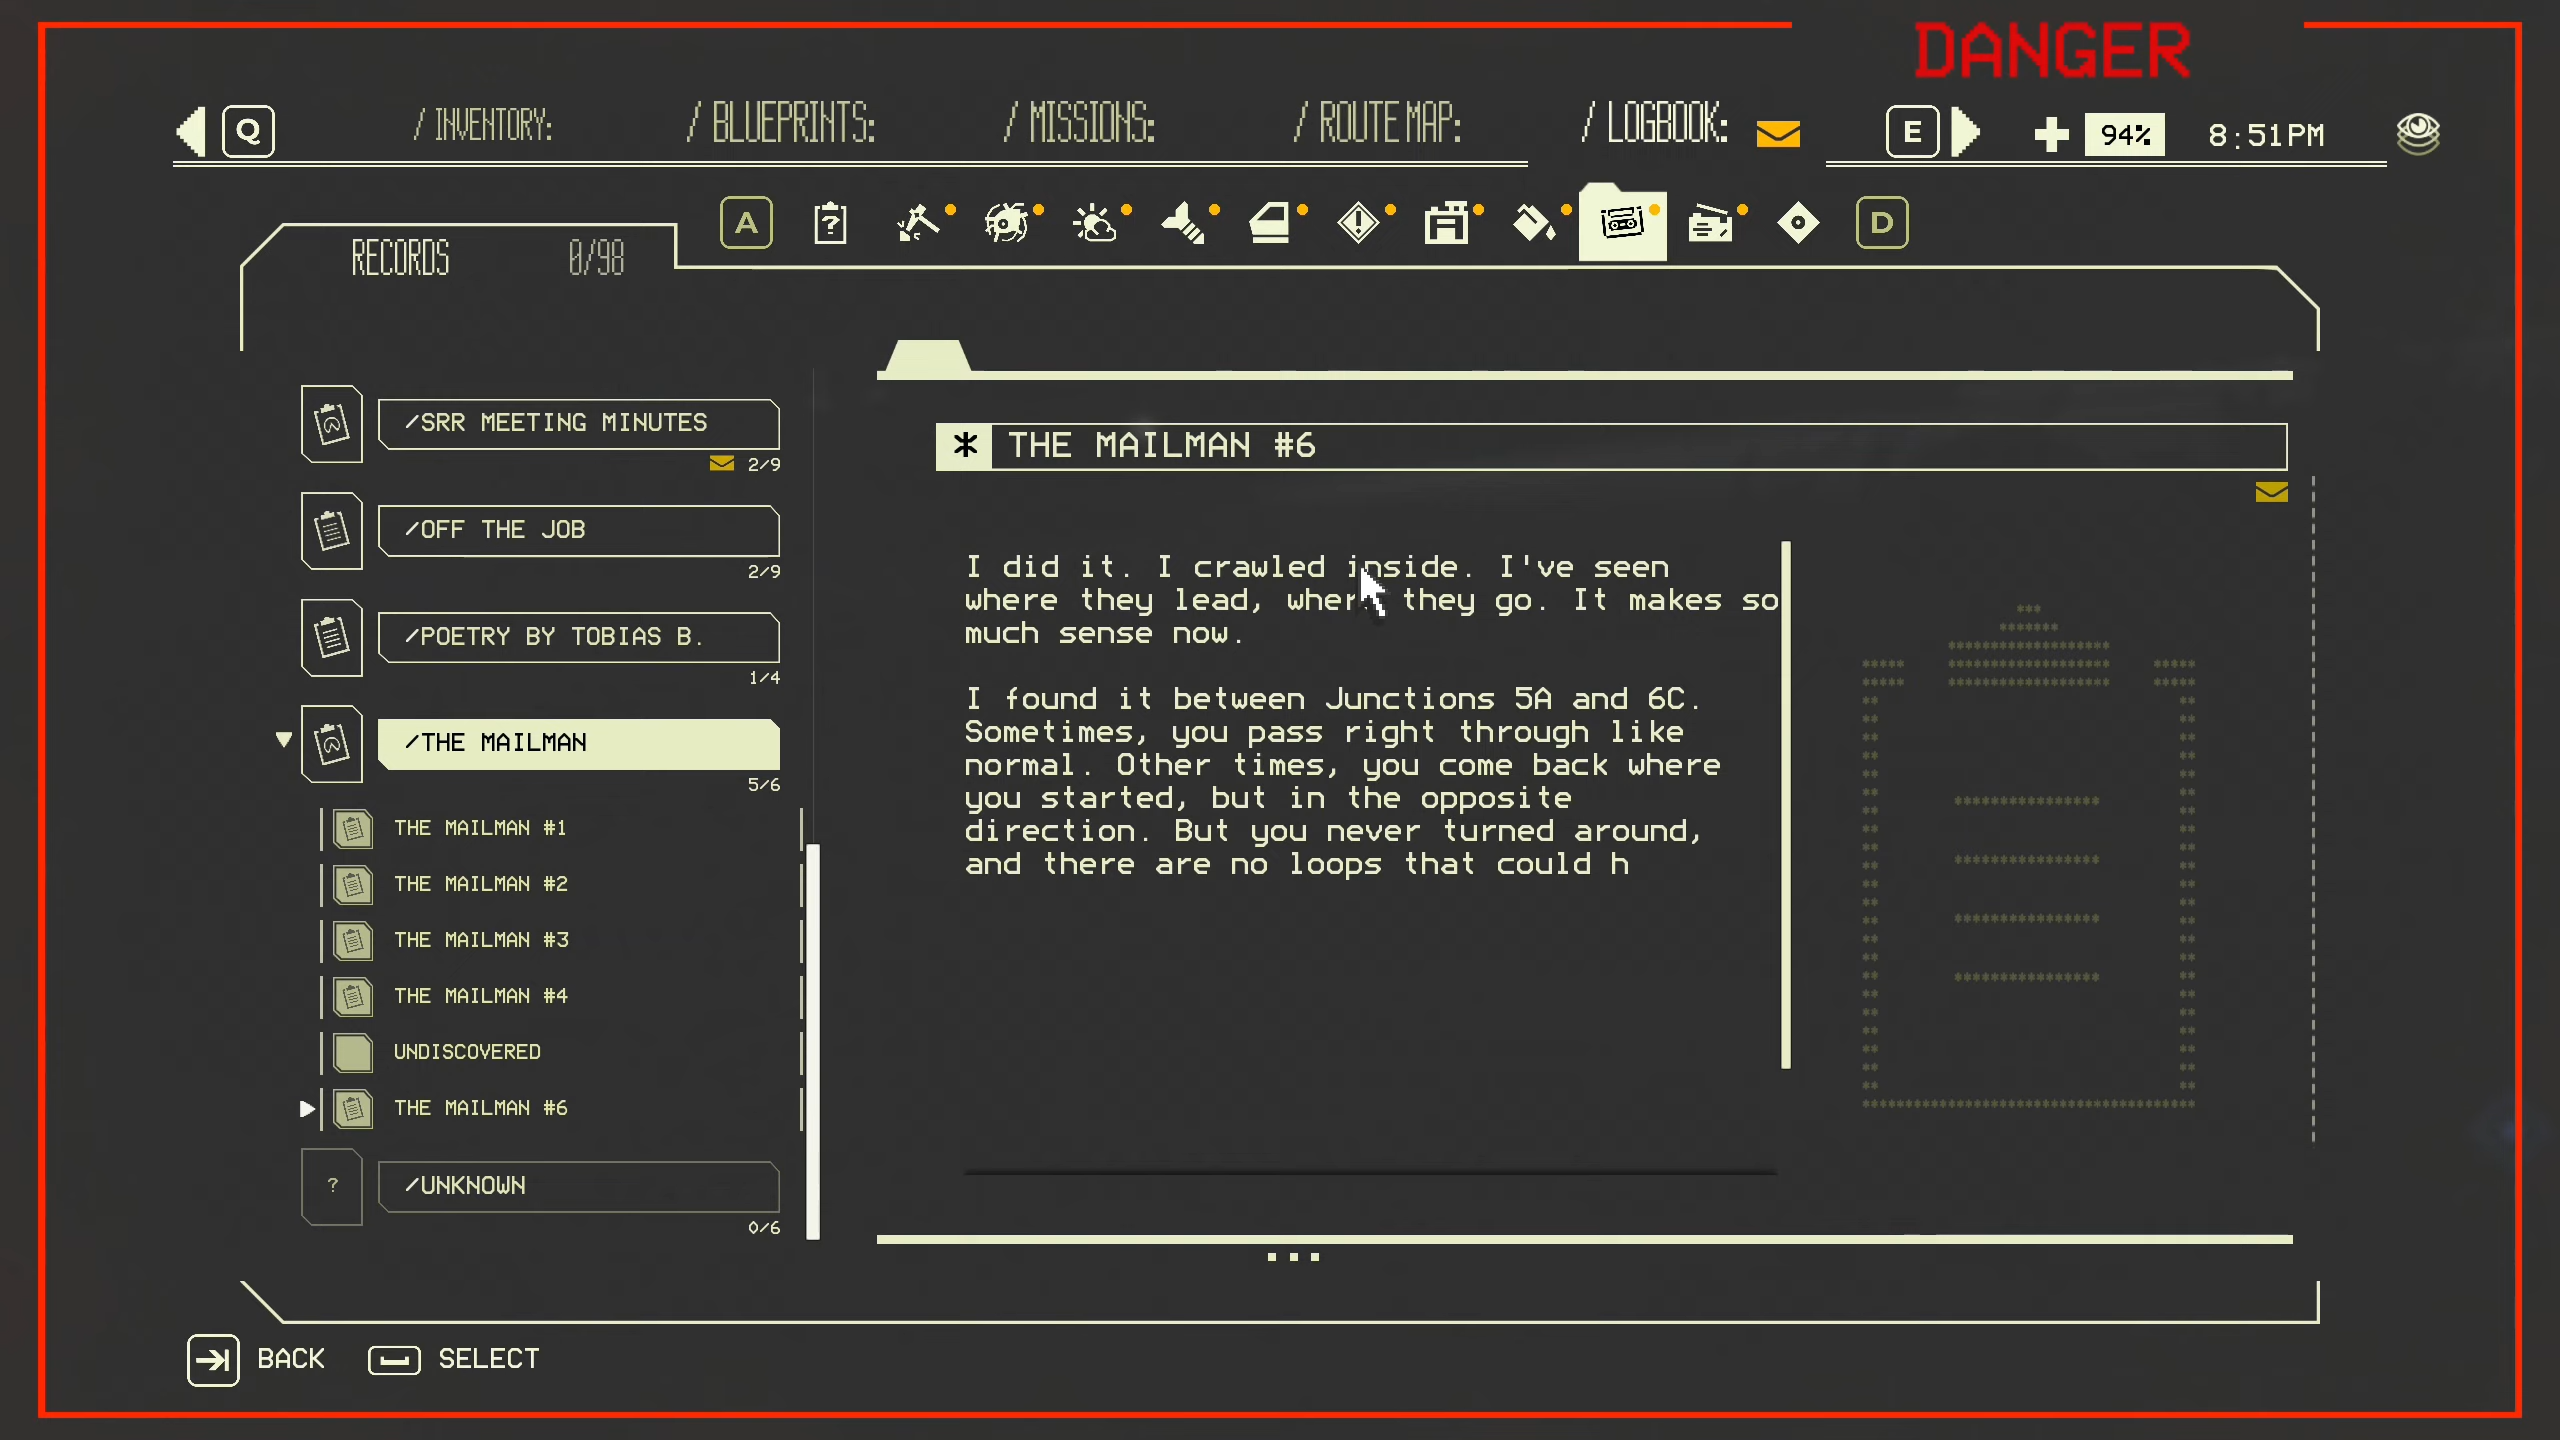 DANGER
Q / INVENTORY: / BLUEPRINTS: / MISSIONS: / ROUTE MAP: / LOGBOOK: E 94% 8:51PM
A D
RECORDS 0/98
/SRR MEETING MINUTES
2/9
/OFF THE JOB
2/9
/POETRY BY TOBIAS B.
1/4
/THE MAILMAN
5/6
THE MAILMAN #1
THE MAILMAN #2
THE MAILMAN #3
THE MAILMAN #4
UNDISCOVERED
THE MAILMAN #6
? /UNKNOWN
0/6
* THE MAILMAN #6
I did it. I crawled inside. I've seen
where they lead, where they go. It makes so
much sense now.
I found it between Junctions 5A and 6C.
Sometimes, you pass right through like
normal. Other times, you come back where
you started, but in the opposite
direction. But you never turned around,
and there are no loops that could h
BACK SELECT